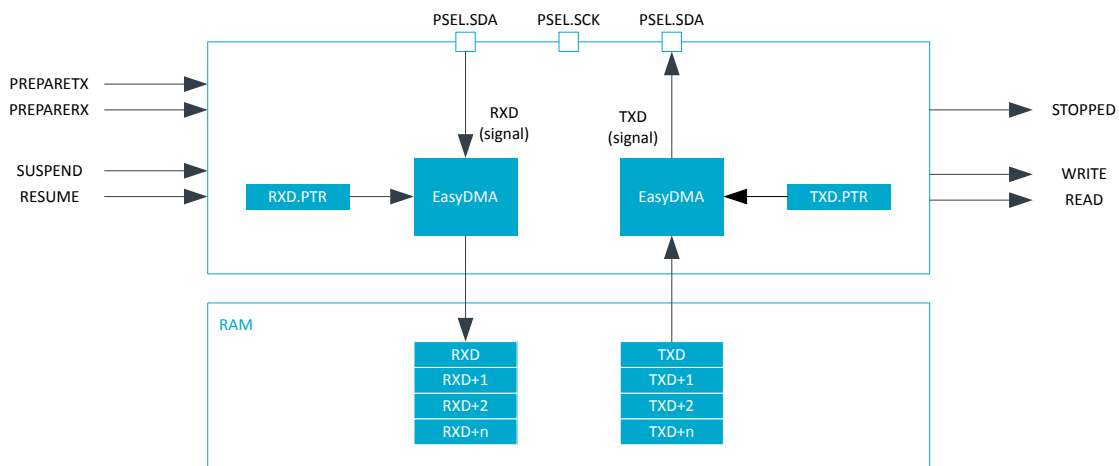 PSEL.SDA PSEL.SCK PSEL.SDA
PREPARETX
PREPARERX
SUSPEND
RESUME
RXD
(signal)
TXD
(signal)
STOPPED
WRITE
READ
RXD.PTR
EasyDMA
EasyDMA
TXD.PTR
RAM
RXD
RXD+1
RXD+2
RXD+n
TXD
TXD+1
TXD+2
TXD+n